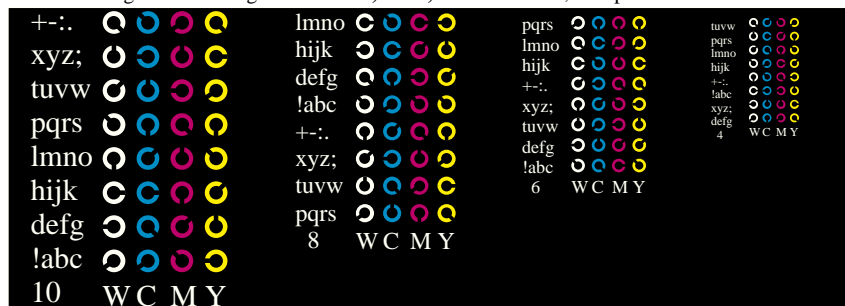 +-:.
xyz;
tuvw
pqrs
lmno
hijk
defg
!abc
10 W C M Y
lmno
hijk
defg
!abc
+-:.
xyz;
tuvw
pqrs
8 W C M Y
pqrs
lmno
hijk
+-:.
xyz;
tuvw
defg
!abc
6 W C M Y
tuvw
pqrs
lmno
hijk
+-:.
!abc
xyz;
defg
4 W C M Y